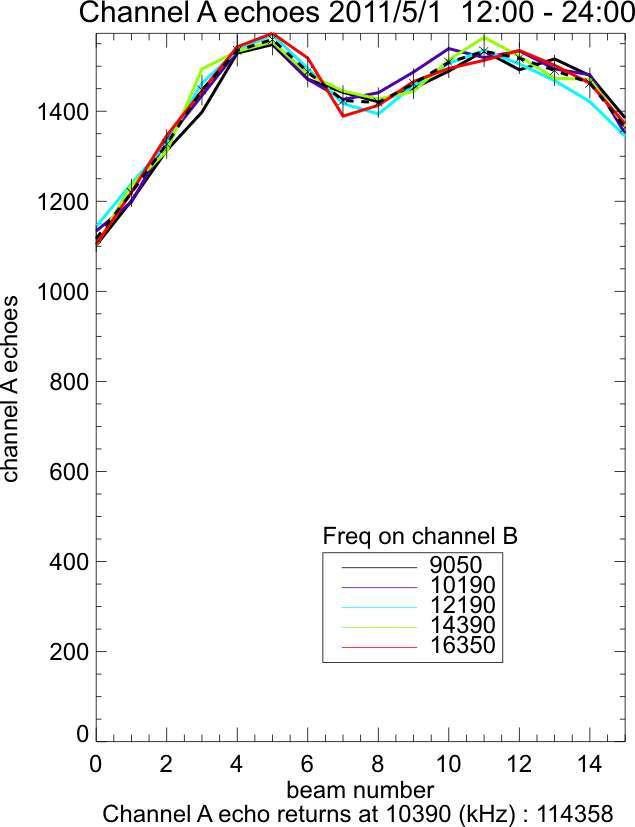 Channel A echoes 2011/5/1 12:00 - 24:00
channel A echoes
1400
1200
1000
800
600
400
200
0
Freq on channel B
9050
10190
12190
14390
16350
0 2 4 6 8 10 12 14
beam number
Channel A echo returns at 10390 (kHz) : 114358